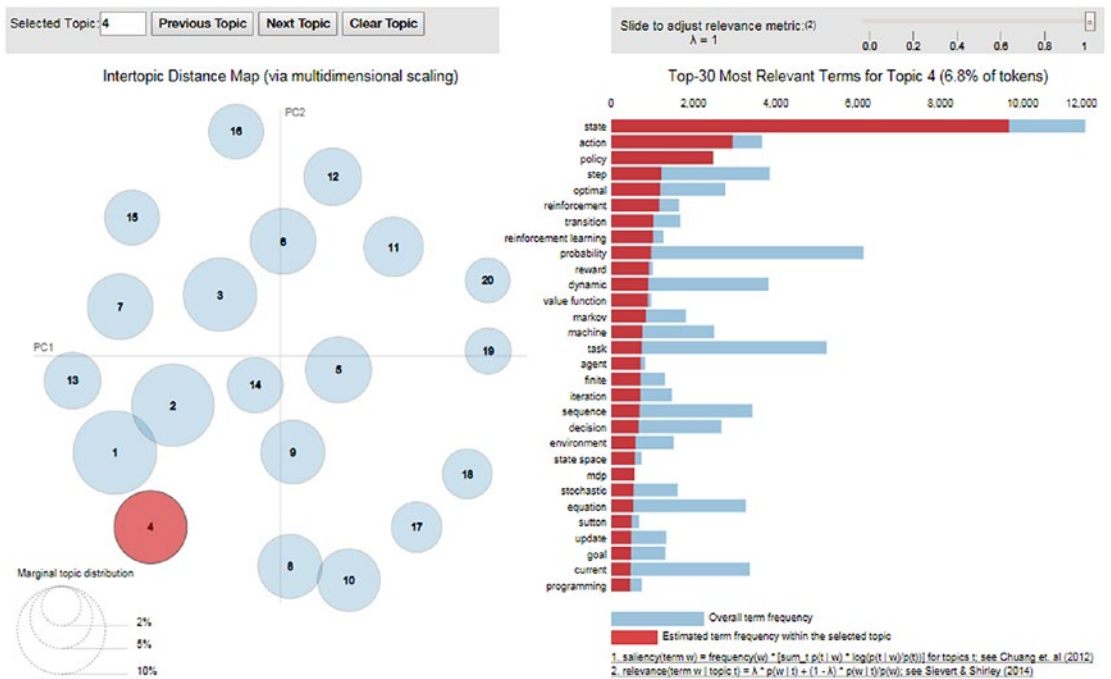 Selected Topic: 4 Previous Topic Next Topic Clear Topic
Slide to adjust relevance metric:(2)
λ = 1
0.0 0.2 0.4 0.6 0.8 1
Intertopic Distance Map (via multidimensional scaling)
PC2
PC1
16
12
15
6
11
20
3
7
19
5
13
14
2
1
9
18
4
17
8
10
Marginal topic distribution
2%
5%
10%
Top-30 Most Relevant Terms for Topic 4 (6.8% of tokens)
0 2,000 4,000 6,000 8,000 10,000 12,000
state
action
policy
step
optimal
reinforcement
transition
reinforcement learning
probability
reward
dynamic
value function
markov
machine
task
agent
finite
iteration
sequence
decision
environment
state space
mdp
stochastic
equation
sutton
update
goal
current
programming
Overall term frequency
Estimated term frequency within the selected topic
1. saliency(term w) = frequency(w) * [sum_t p(t | w) * log(p(t | w)/p(t))] for topics t; see Chuang et. al (2012)
2. relevance(term w | topic t) = λ * p(w | t) + (1 - λ) * p(w | t)/p(w); see Sievert & Shirley (2014)